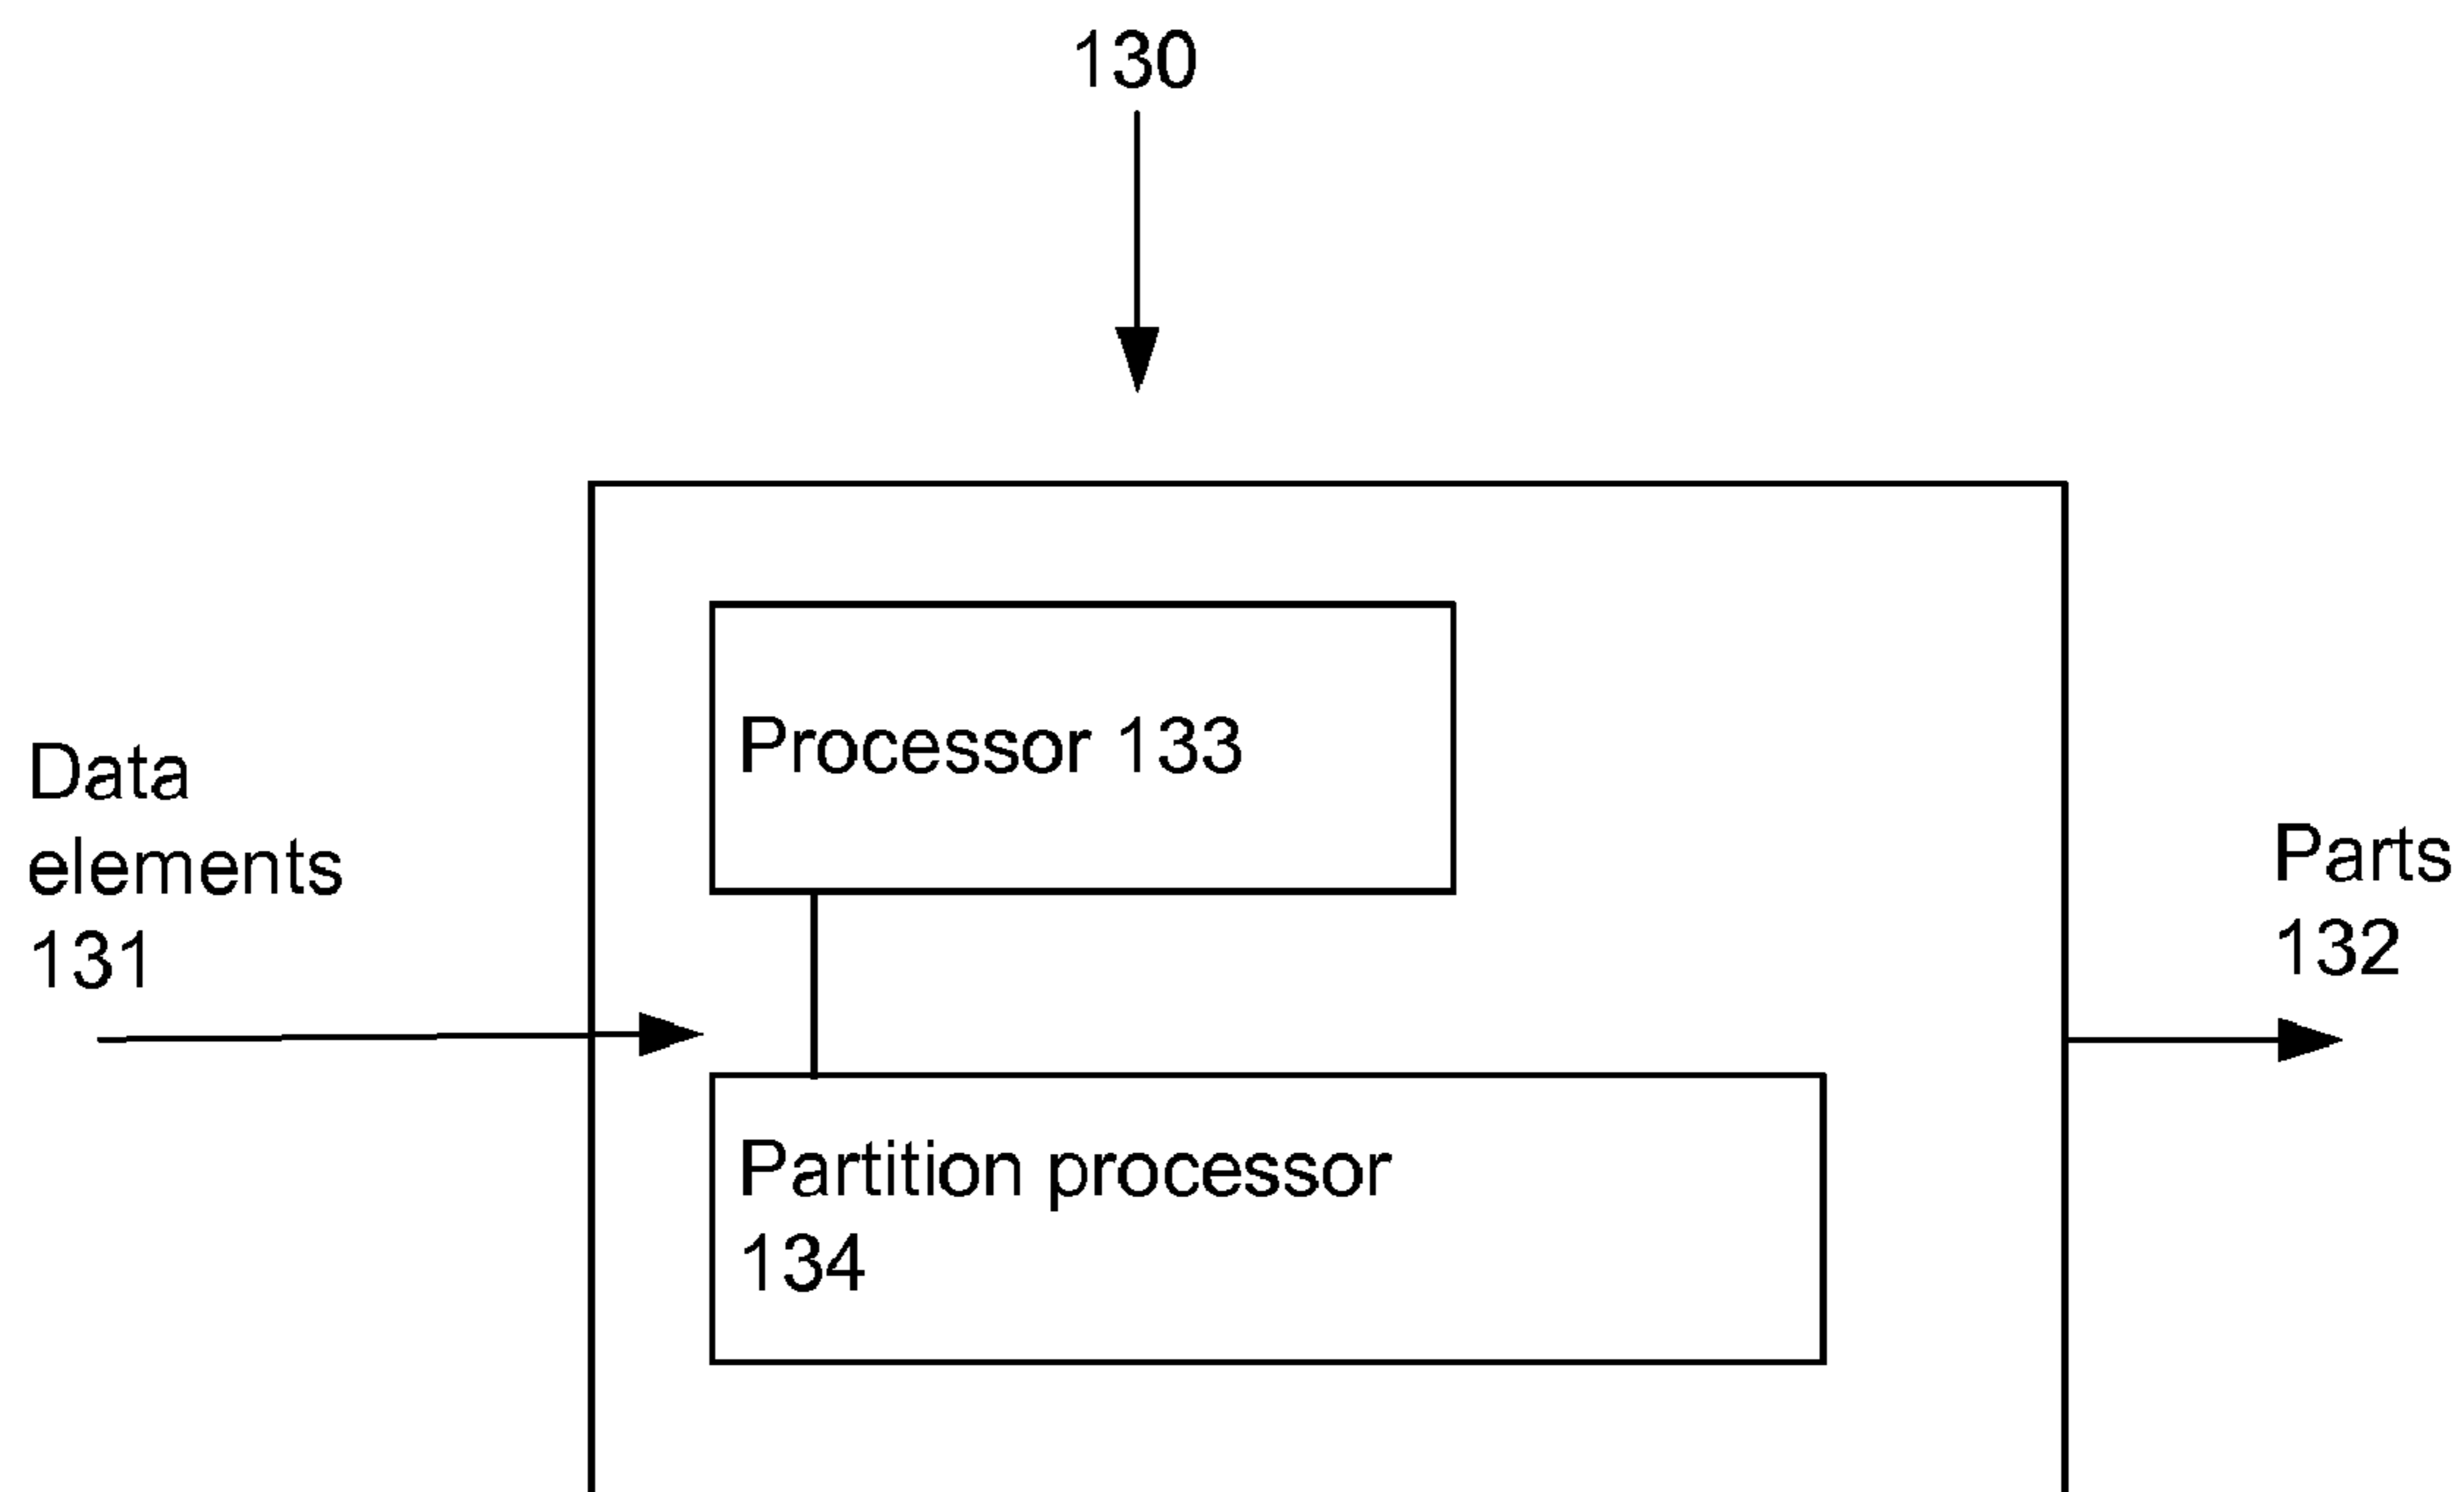 130
Data
elements
131
Processor 133
Parts
132
Partition processor
134